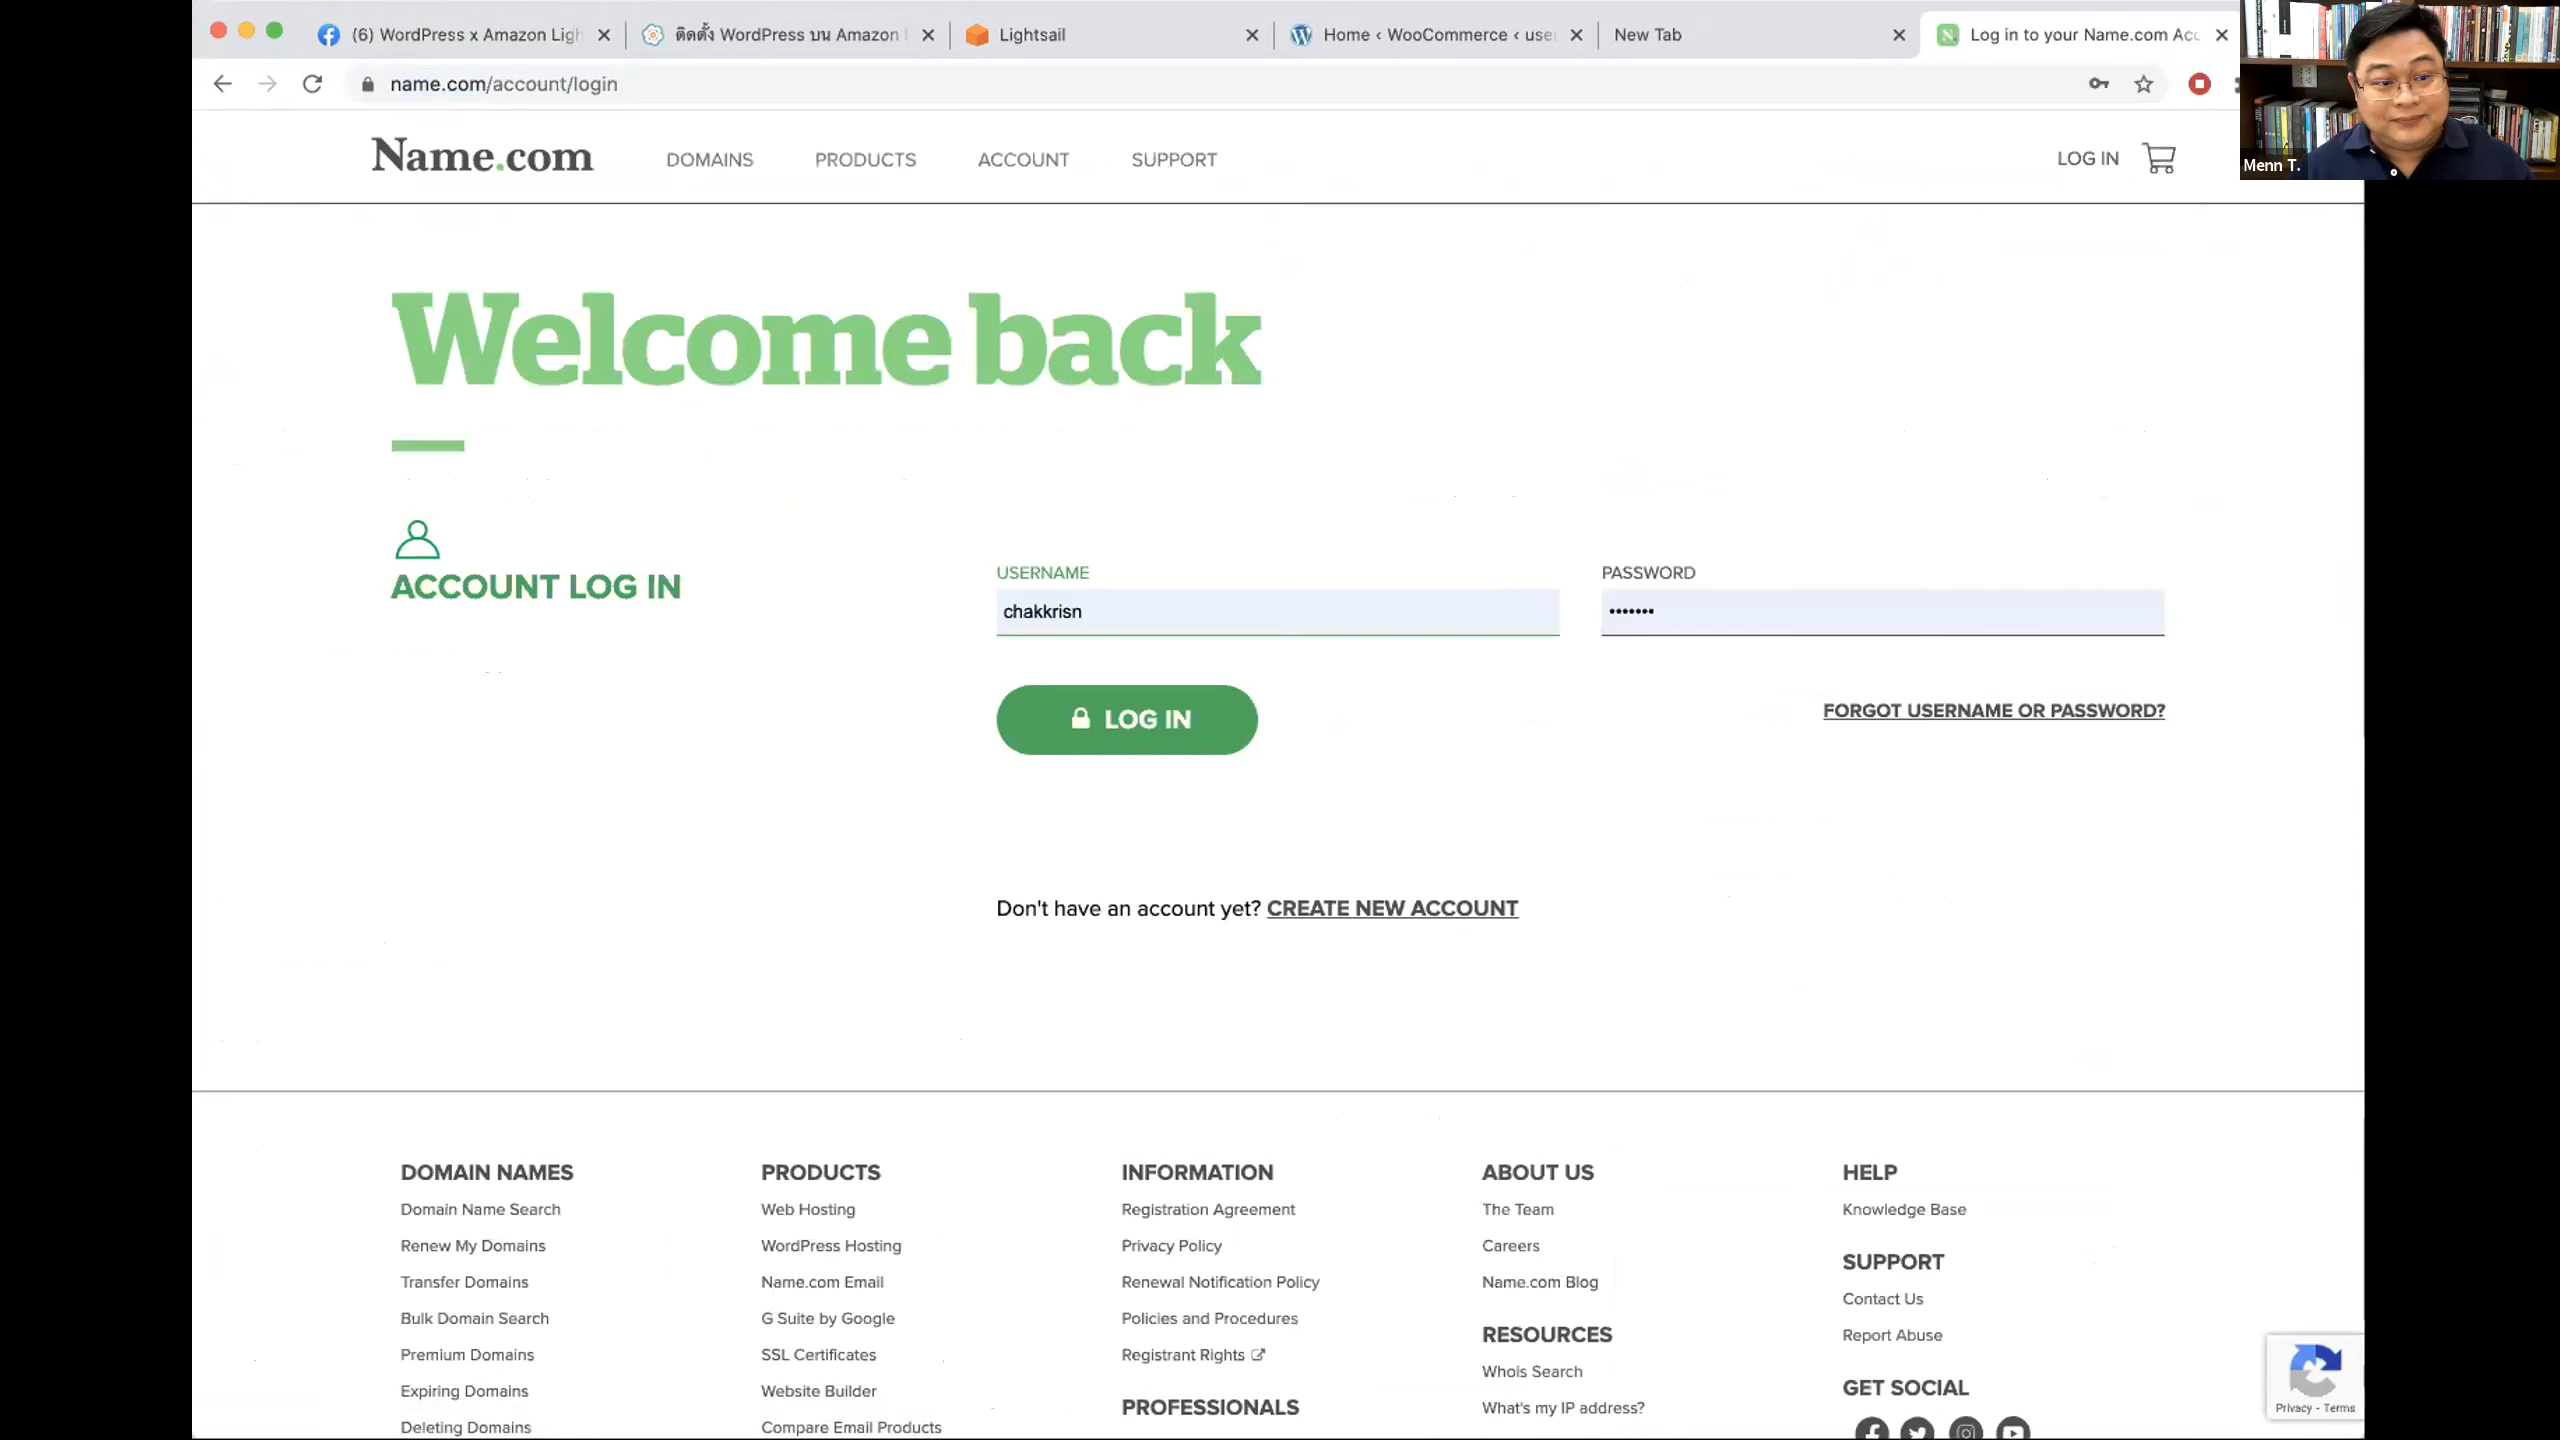 (6) WordPress x Amazon Ligh
ติดตั้ง WordPress บน Amazon
Lightsail
Home ‹ WooCommerce ‹ use
New Tab
Log in to your Name.com Acc
name.com/account/login
Name.com
DOMAINS
PRODUCTS
ACCOUNT
SUPPORT
LOG IN
Menn T.
Welcome back
ACCOUNT LOG IN
USERNAME
chakkrisn
PASSWORD
•••••••
LOG IN
FORGOT USERNAME OR PASSWORD?
Don't have an account yet? CREATE NEW ACCOUNT
DOMAIN NAMES
Domain Name Search
Renew My Domains
Transfer Domains
Bulk Domain Search
Premium Domains
Expiring Domains
Deleting Domains
PRODUCTS
Web Hosting
WordPress Hosting
Name.com Email
G Suite by Google
SSL Certificates
Website Builder
Compare Email Products
INFORMATION
Registration Agreement
Privacy Policy
Renewal Notification Policy
Policies and Procedures
Registrant Rights
PROFESSIONALS
ABOUT US
The Team
Careers
Name.com Blog
RESOURCES
Whois Search
What's my IP address?
HELP
Knowledge Base
SUPPORT
Contact Us
Report Abuse
GET SOCIAL
Privacy - Terms